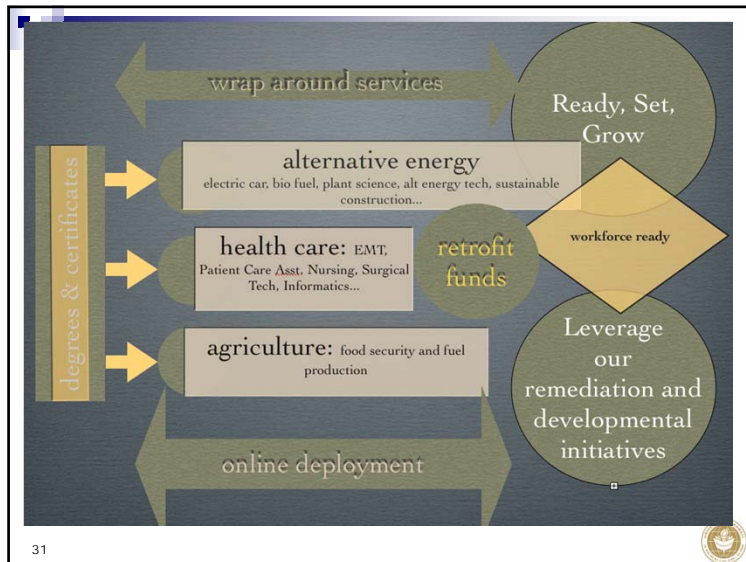 wrap around services
Ready, Set,
Grow
degrees & certificates
alternative energy
electric car, bio fuel, plant science, alt energy tech, sustainable
construction...
workforce ready
health care: EMT,
Patient Care Asst, Nursing, Surgical
Tech, Informatics...
retrofit
funds
agriculture: food security and fuel
production
Leverage
our
remediation and
developmental
initiatives
online deployment
31